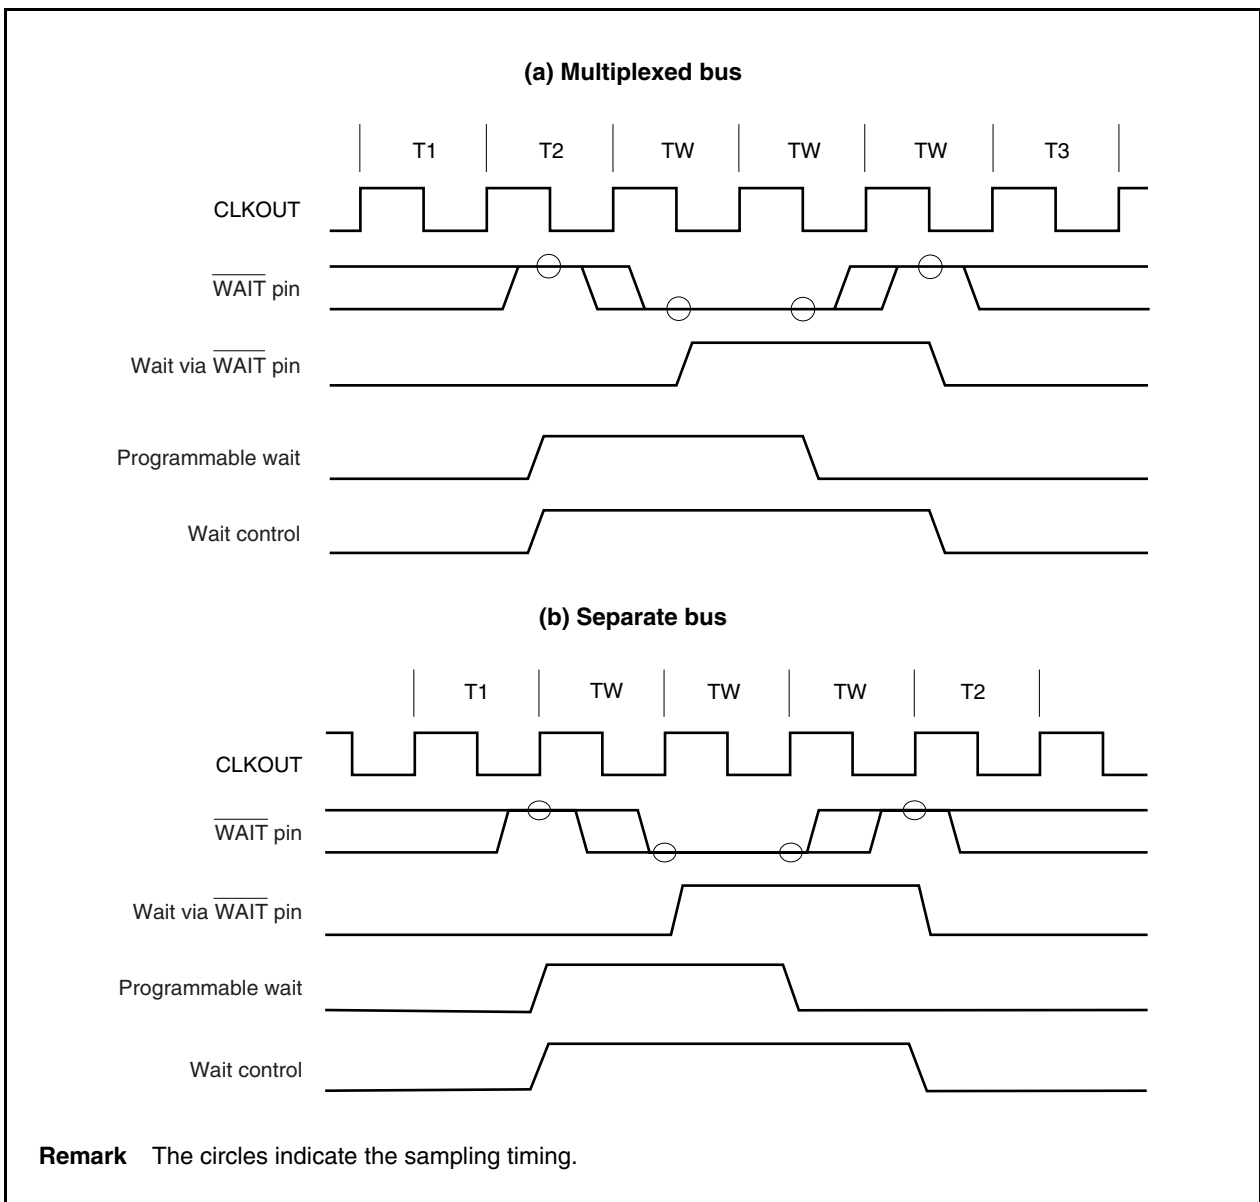 (a) Multiplexed bus
T1 T2 TW TW TW T3
CLKOUT
WAIT pin
Wait via WAIT pin
Programmable wait
Wait control
(b) Separate bus
T1 TW TW TW T2
CLKOUT
WAIT pin
Wait via WAIT pin
Programmable wait
Wait control
Remark The circles indicate the sampling timing.